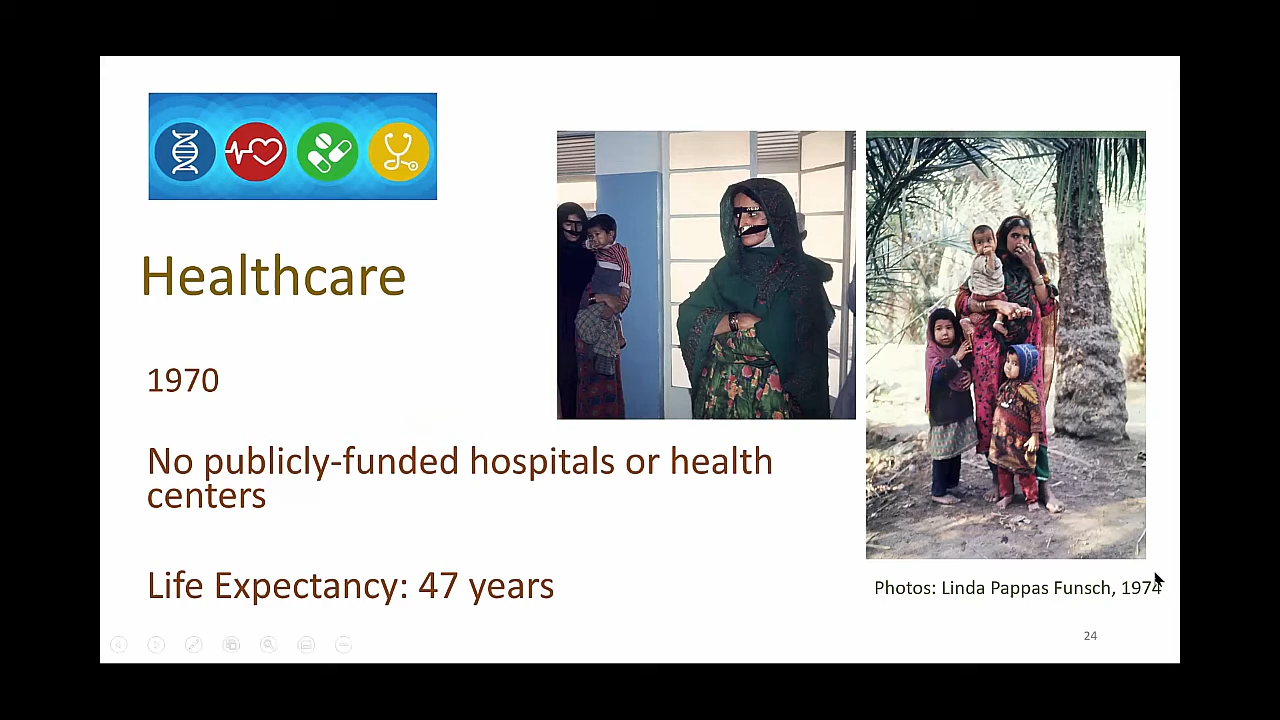 Healthcare
1970
No publicly-funded hospitals or health
centers
Life Expectancy: 47 years
Photos: Linda Pappas Funsch, 1974
24